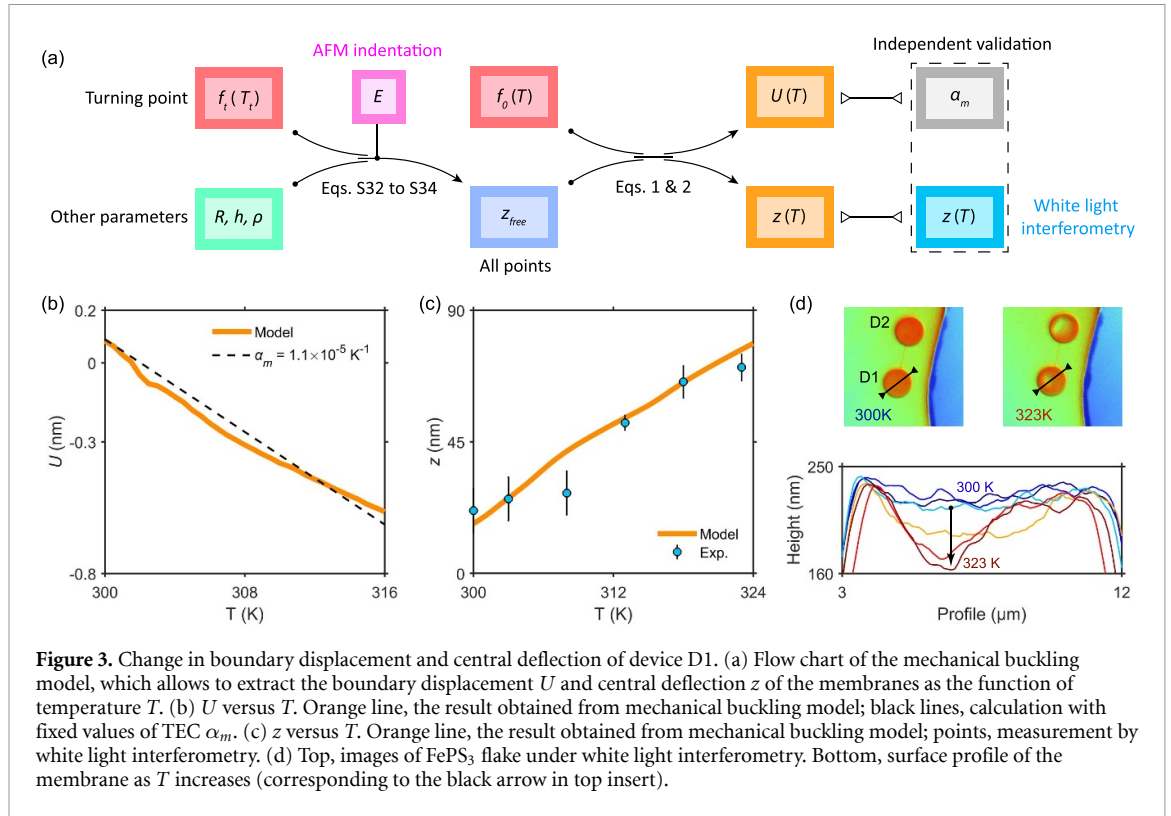 (a)
AFM indentation
Independent validation
Turning point
fₜ(Tₜ)
E
f₀(T)
U(T)
αₘ
Eqs. S32 to S34
Eqs. 1 & 2
Other parameters
R, h, ρ
z_free
z(T)
z(T)
White light
interferometry
All points
(b)
0.2
0
-0.3
-0.8
U (nm)
Model
αₘ = 1.1×10⁻⁵ K⁻¹
300
308
316
T (K)
(c)
90
45
0
z (nm)
Model
Exp.
300
312
324
T (K)
(d)
D2
D1
300K
323K
250
160
Height (nm)
300 K
323 K
3
12
Profile (μm)
Figure 3. Change in boundary displacement and central deflection of device D1. (a) Flow chart of the mechanical buckling
model, which allows to extract the boundary displacement U and central deflection z of the membranes as the function of
temperature T. (b) U versus T. Orange line, the result obtained from mechanical buckling model; black lines, calculation with
fixed values of TEC αₘ. (c) z versus T. Orange line, the result obtained from mechanical buckling model; points, measurement by
white light interferometry. (d) Top, images of FePS₃ flake under white light interferometry. Bottom, surface profile of the
membrane as T increases (corresponding to the black arrow in top insert).